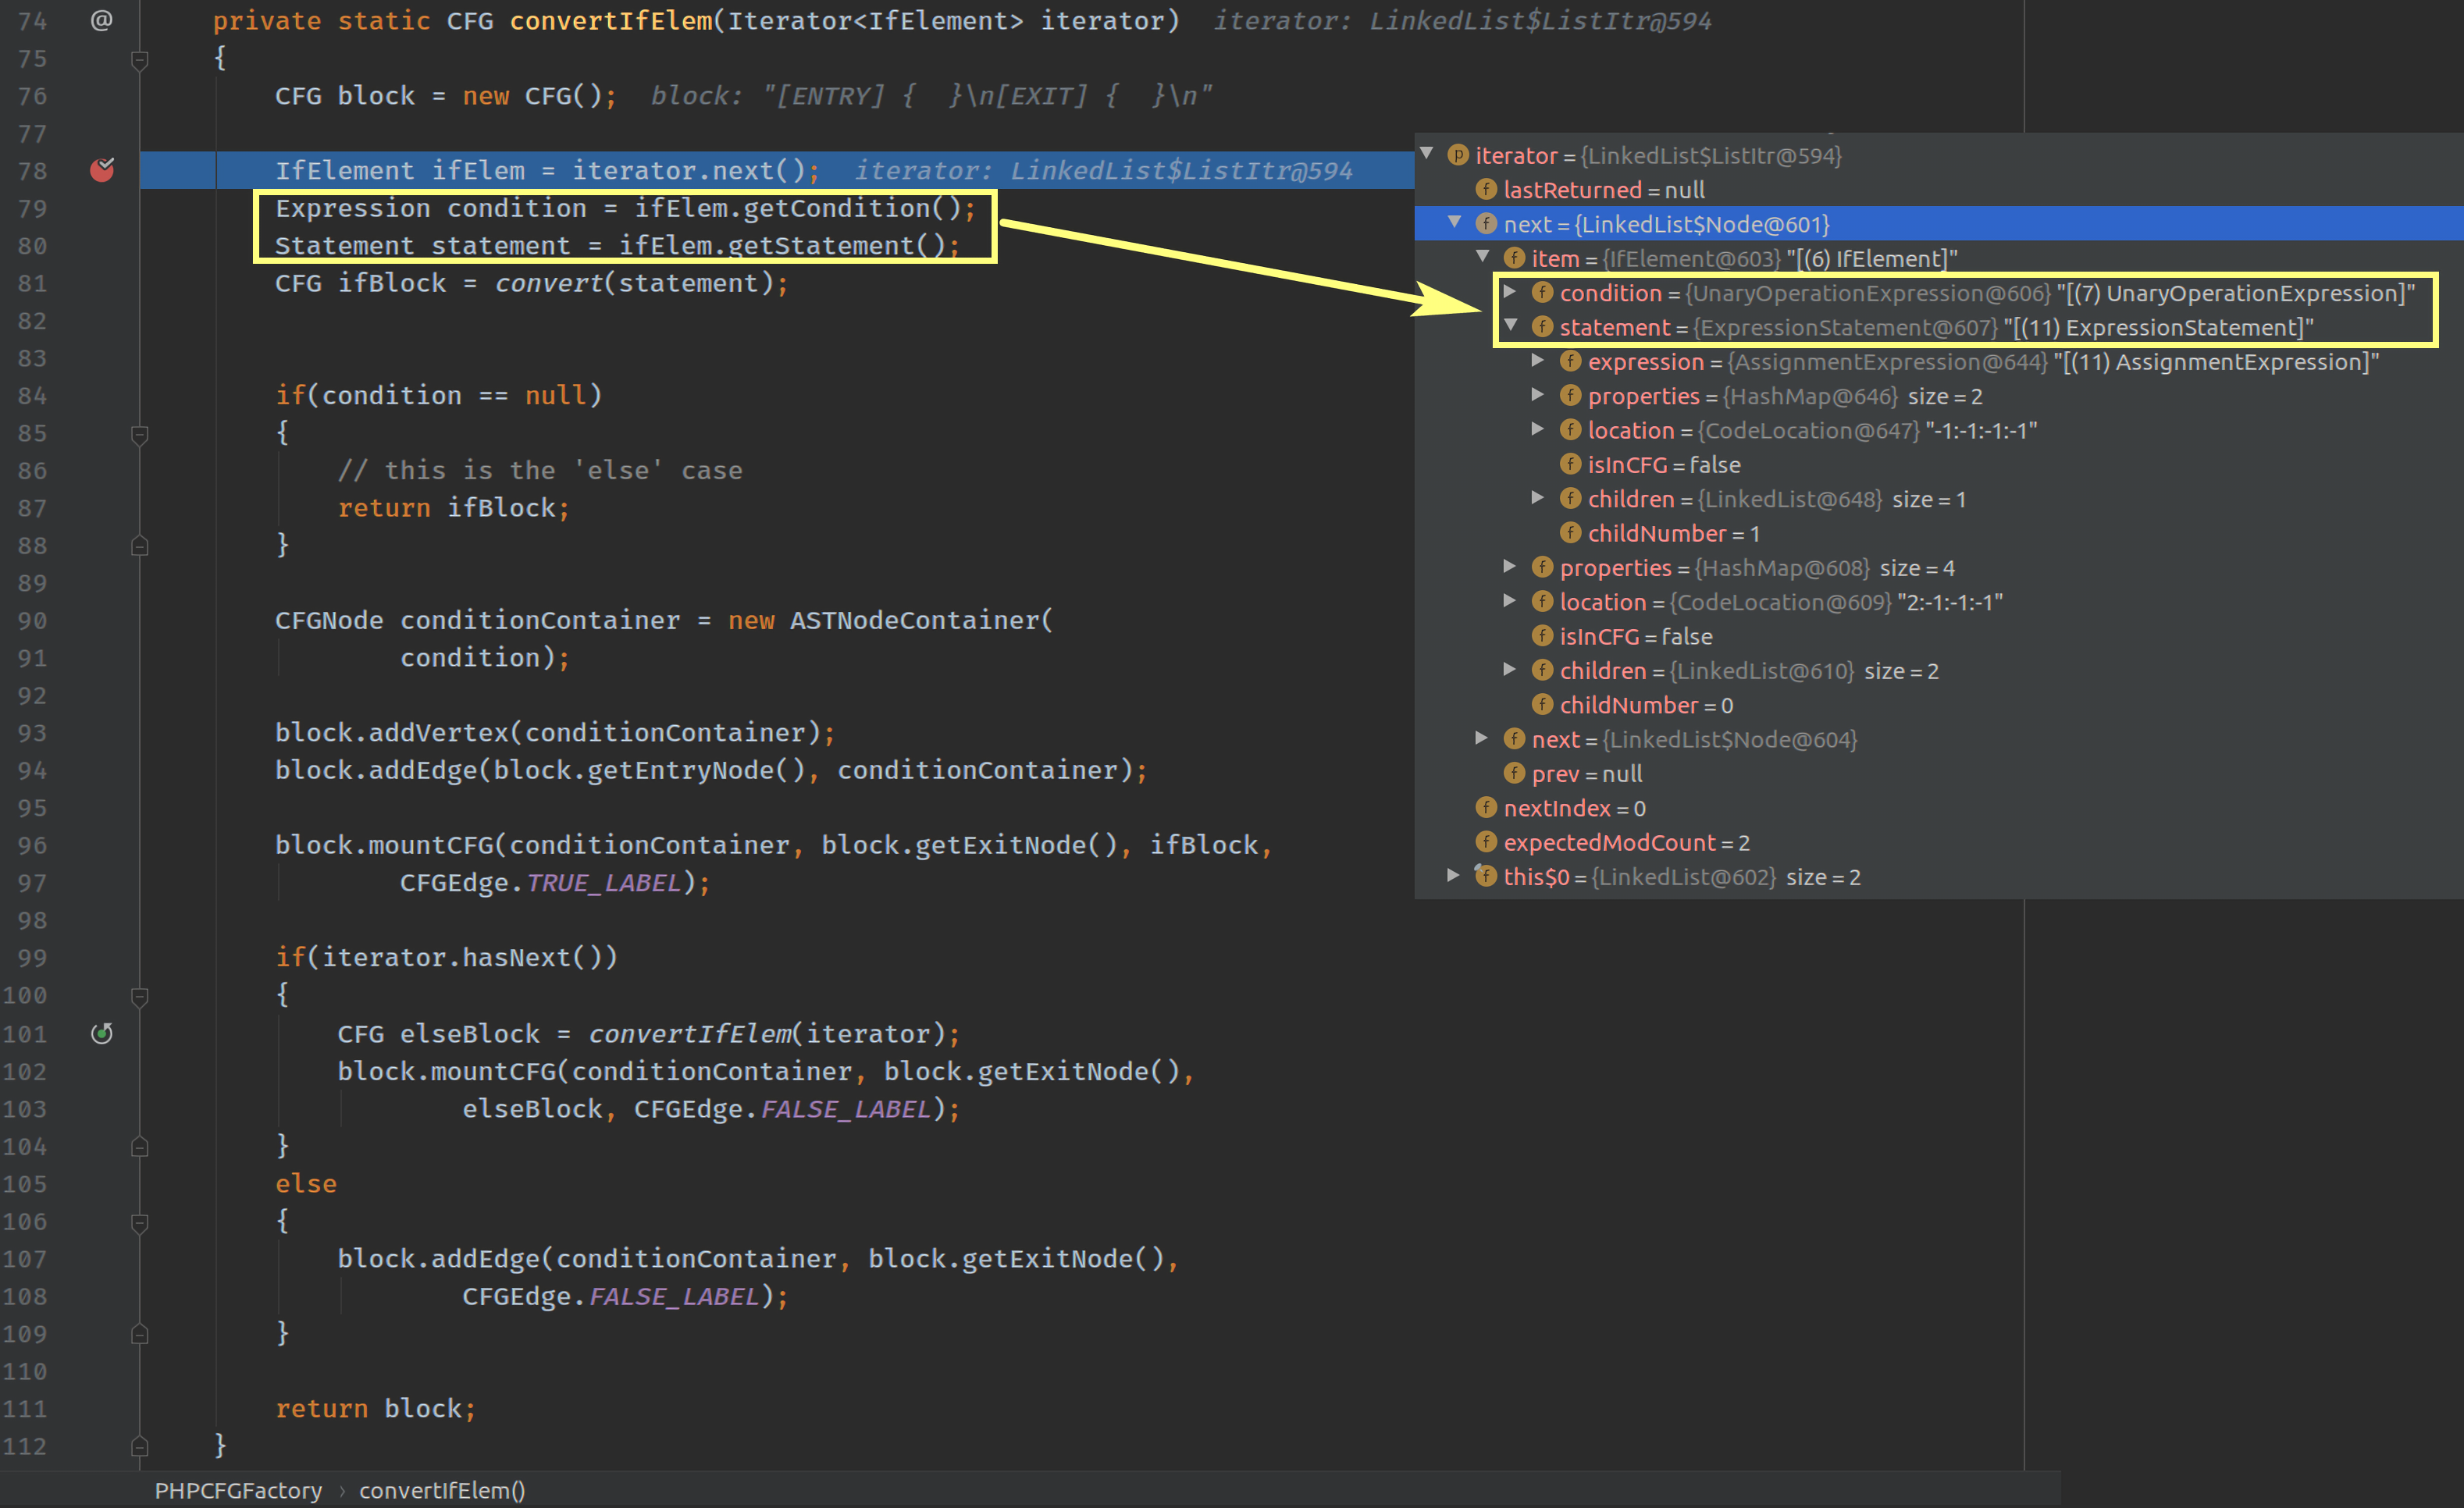 74 @ private static CFG convertIfElem(Iterator<IfElement> iterator) iterator: LinkedList$ListItr@594
75 {
76 CFG block = new CFG(); block: "[ENTRY] { }\n[EXIT] { }\n"
77
78 IfElement ifElem = iterator.next(); iterator: LinkedList$ListItr@594
79 Expression condition = ifElem.getCondition();
80 Statement statement = ifElem.getStatement();
81 CFG ifBlock = convert(statement);
82
83
84 if(condition == null)
85 {
86 // this is the 'else' case
87 return ifBlock;
88 }
89
90 CFGNode conditionContainer = new ASTNodeContainer(
91 condition);
92
93 block.addVertex(conditionContainer);
94 block.addEdge(block.getEntryNode(), conditionContainer);
95
96 block.mountCFG(conditionContainer, block.getExitNode(), ifBlock,
97 CFGEdge.TRUE_LABEL);
98
99 if(iterator.hasNext())
100 {
101 CFG elseBlock = convertIfElem(iterator);
102 block.mountCFG(conditionContainer, block.getExitNode(),
103 elseBlock, CFGEdge.FALSE_LABEL);
104 }
105 else
106 {
107 block.addEdge(conditionContainer, block.getExitNode(),
108 CFGEdge.FALSE_LABEL);
109 }
110
111 return block;
112 }
p iterator = {LinkedList$ListItr@594}
f lastReturned = null
f next = {LinkedList$Node@601}
f item = {IfElement@603} "[(6) IfElement]"
f condition = {UnaryOperationExpression@606} "[(7) UnaryOperationExpression]"
f statement = {ExpressionStatement@607} "[(11) ExpressionStatement]"
f expression = {AssignmentExpression@644} "[(11) AssignmentExpression]"
f properties = {HashMap@646} size = 2
f location = {CodeLocation@647} "-1:-1:-1:-1"
f isInCFG = false
f children = {LinkedList@648} size = 1
f childNumber = 1
f properties = {HashMap@608} size = 4
f location = {CodeLocation@609} "2:-1:-1:-1"
f isInCFG = false
f children = {LinkedList@610} size = 2
f childNumber = 0
f next = {LinkedList$Node@604}
f prev = null
f nextIndex = 0
f expectedModCount = 2
f this$0 = {LinkedList@602} size = 2
PHPCFGFactory › convertIfElem()